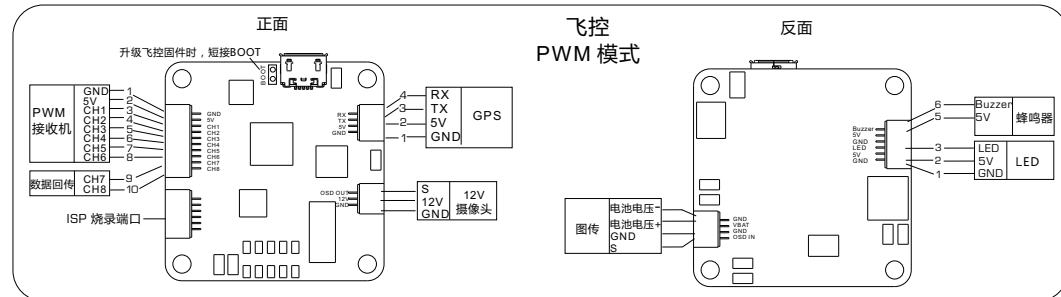 正面
飞控
PWM 模式
反面
升级飞控固件时，短接BOOT
BOOT
PWM
接收机
GND 1
5V 2
CH1 3
CH2 4
CH3 5
CH4 6
CH5 7
CH6 8
数据回传
CH7 9
CH8 10
ISP 烧录端口
GND
5V
CH1
CH2
CH3
CH4
CH5
CH6
CH7
CH8
RX
TX
5V
GND
4 RX
3 TX
2 5V
1 GND
GPS
OSD OUT
12V
GND
S
12V
GND
12V
摄像头
图传
电池电压-
电池电压+
GND
S
GND
VBAT
GND
OSD IN
Buzzer
5V
GND
LED
5V
GND
6 Buzzer
5 5V
蜂鸣器
3 LED
2 5V
1 GND
LED